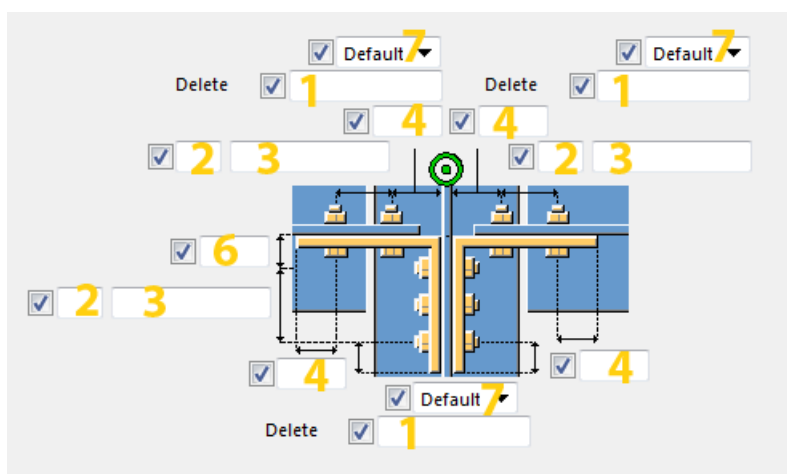 Default 7 Default 7
Delete 1 Delete 1
4 4
2 3 2 3
6
2 3
4 4
Default 7
Delete 1